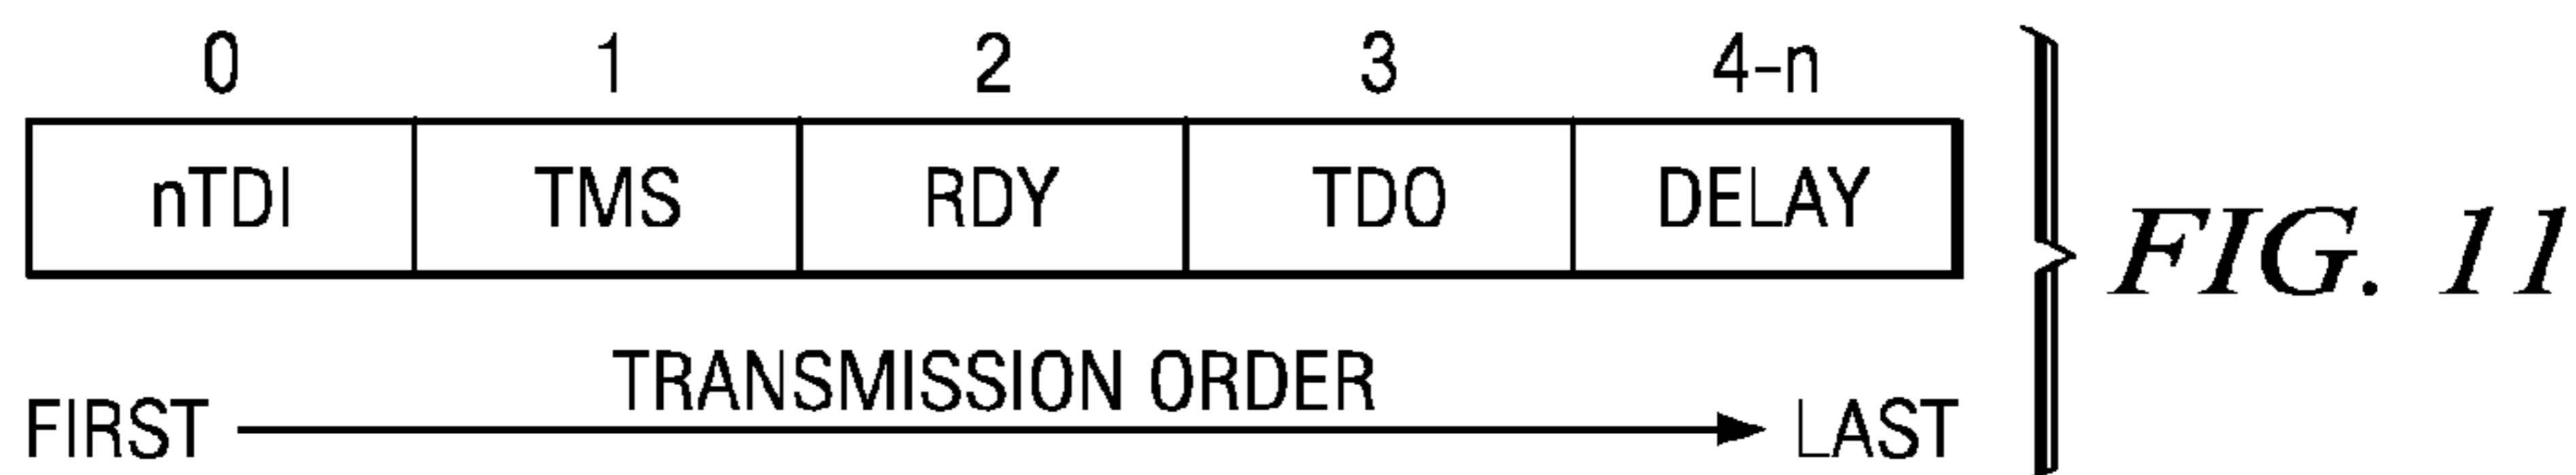 0 1 2 3 4-n
nTDI TMS RDY TDO DELAY
FIG. 11
TRANSMISSION ORDER
FIRST LAST